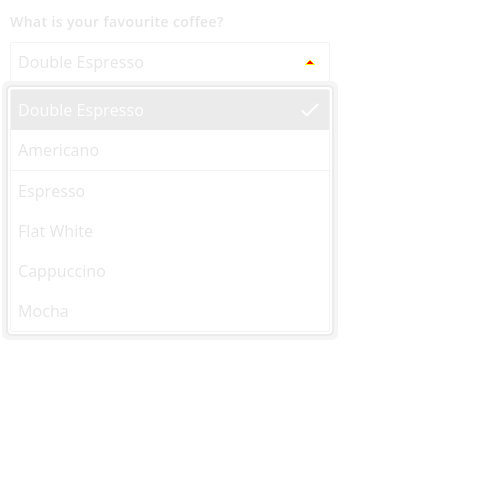 What is your favourite coffee?
Double Espresso
Double Espresso
Americano
Espresso
Flat White
Cappuccino
Mocha